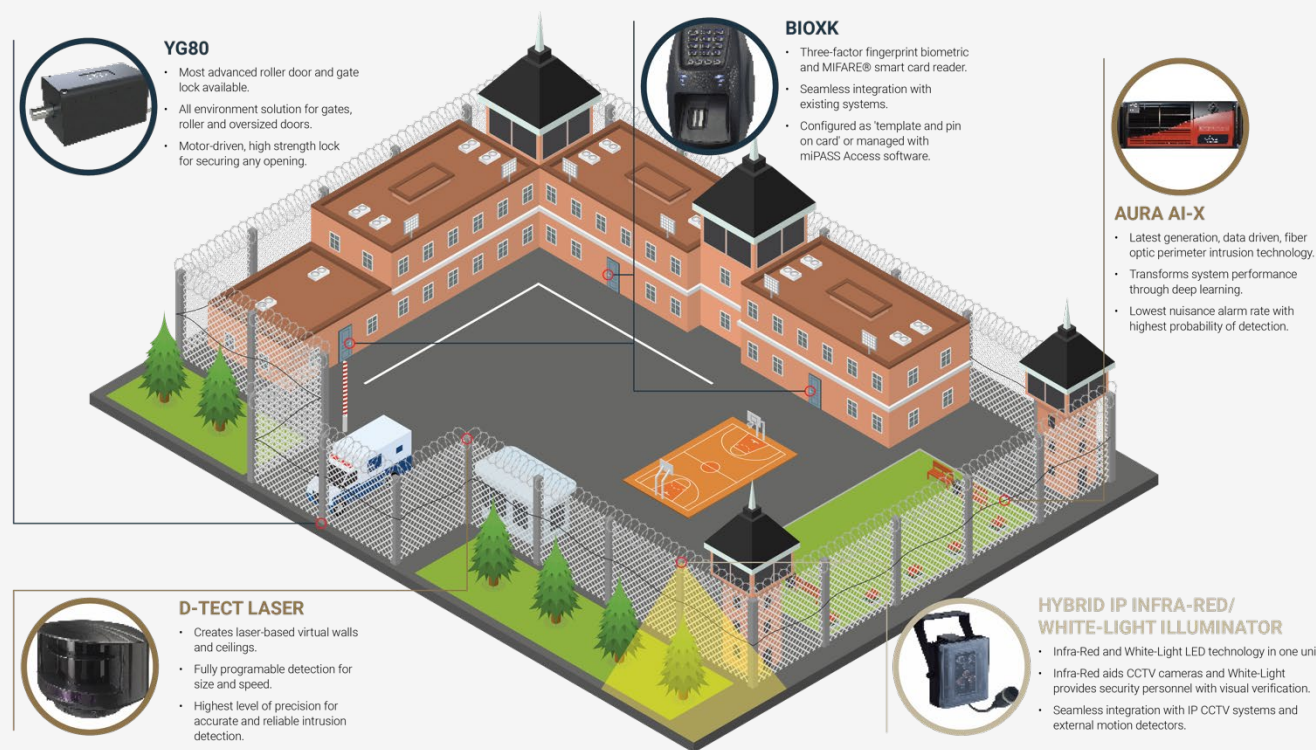 YG80
• Most advanced roller door and gate
lock available.
• All environment solution for gates,
roller and oversized doors.
• Motor-driven, high strength lock
for securing any opening.
BIOXK
• Three-factor fingerprint biometric
and MIFARE® smart card reader.
• Seamless integration with
existing systems.
• Configured as 'template and pin
on card' or managed with
miPASS Access software.
AURA AI-X
• Latest generation, data driven, fiber
optic perimeter intrusion technology.
• Transforms system performance
through deep learning.
• Lowest nuisance alarm rate with
highest probability of detection.
D-TECT LASER
• Creates laser-based virtual walls
and ceilings.
• Fully programable detection for
size and speed.
• Highest level of precision for
accurate and reliable intrusion
detection.
HYBRID IP INFRA-RED/
WHITE-LIGHT ILLUMINATOR
• Infra-Red and White-Light LED technology in one uni
• Infra-Red aids CCTV cameras and White-Light
provides security personnel with visual verification.
• Seamless integration with IP CCTV systems and
external motion detectors.